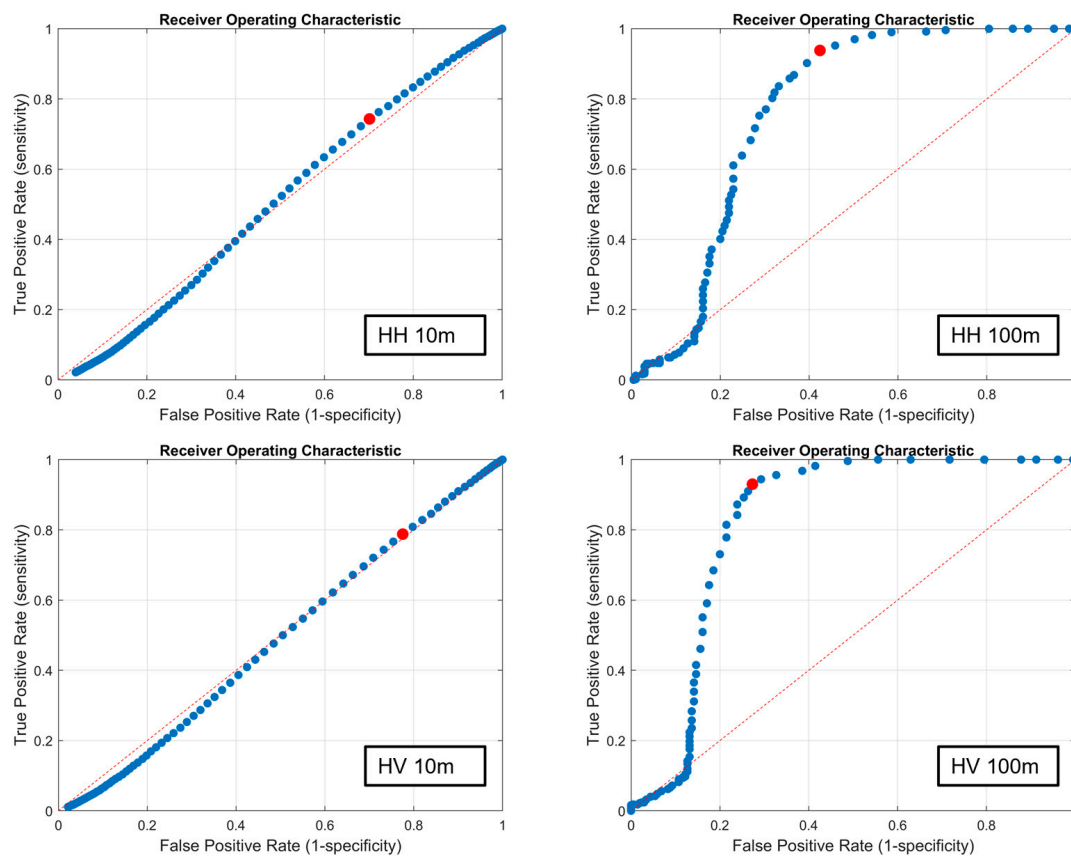 Receiver Operating Characteristic
1
0.8
0.6
0.4
0.2
0
True Positive Rate (sensitivity)
HH 10m
0 0.2 0.4 0.6 0.8 1
False Positive Rate (1-specificity)
Receiver Operating Characteristic
1
0.8
0.6
0.4
0.2
0
True Positive Rate (sensitivity)
HH 100m
0 0.2 0.4 0.6 0.8
False Positive Rate (1-specificity)
Receiver Operating Characteristic
1
0.8
0.6
0.4
0.2
0
True Positive Rate (sensitivity)
HV 10m
0 0.2 0.4 0.6 0.8 1
False Positive Rate (1-specificity)
Receiver Operating Characteristic
1
0.8
0.6
0.4
0.2
0
True Positive Rate (sensitivity)
HV 100m
0 0.2 0.4 0.6 0.8
False Positive Rate (1-specificity)